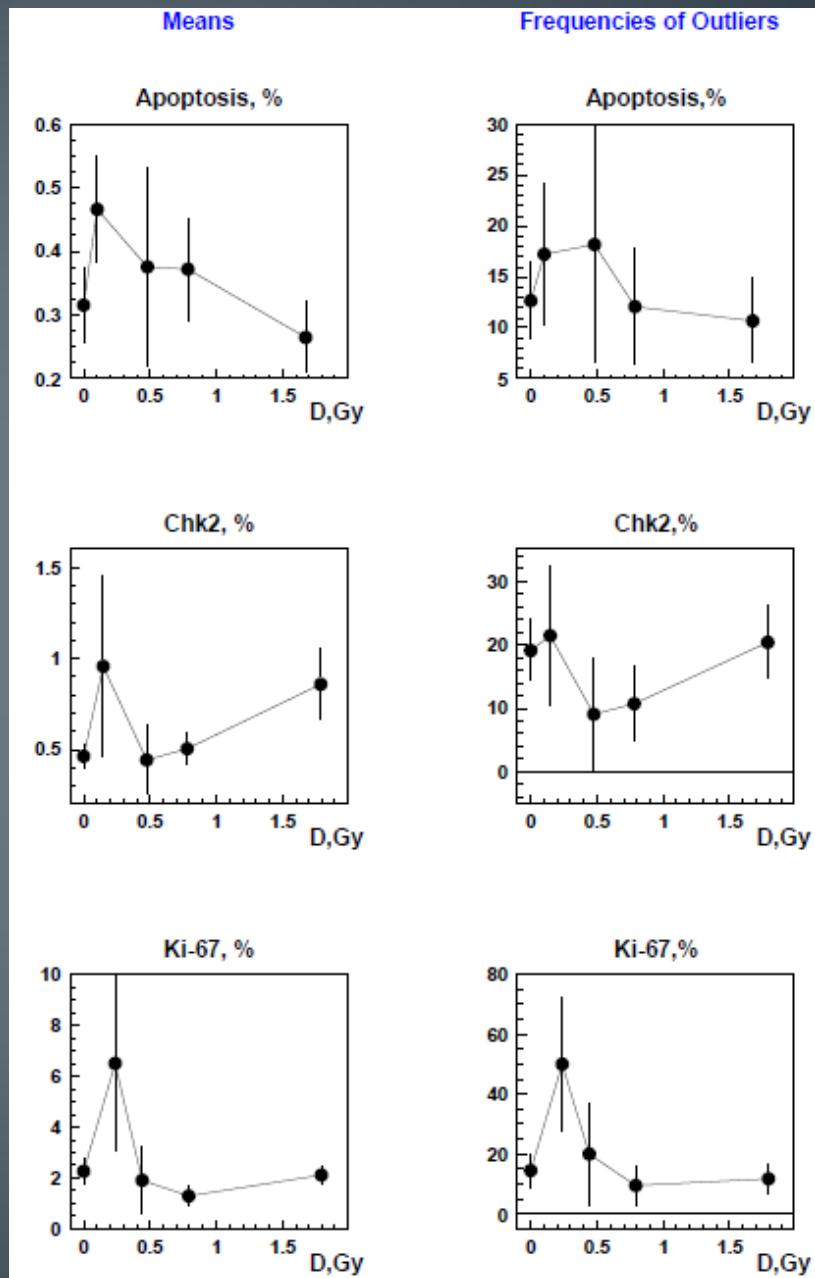 Means
Frequencies of Outliers
Apoptosis, %
0.6
0.5
0.4
0.3
0.2
0 0.5 1 1.5
D,Gy
Apoptosis,%
30
25
20
15
10
5
0 0.5 1 1.5
D,Gy
Chk2, %
1.5
1
0.5
0 0.5 1 1.5
D,Gy
Chk2,%
30
20
10
0
0 0.5 1 1.5
D,Gy
Ki-67, %
10
8
6
4
2
0
0 0.5 1 1.5
D,Gy
Ki-67,%
80
60
40
20
0
0 0.5 1 1.5
D,Gy